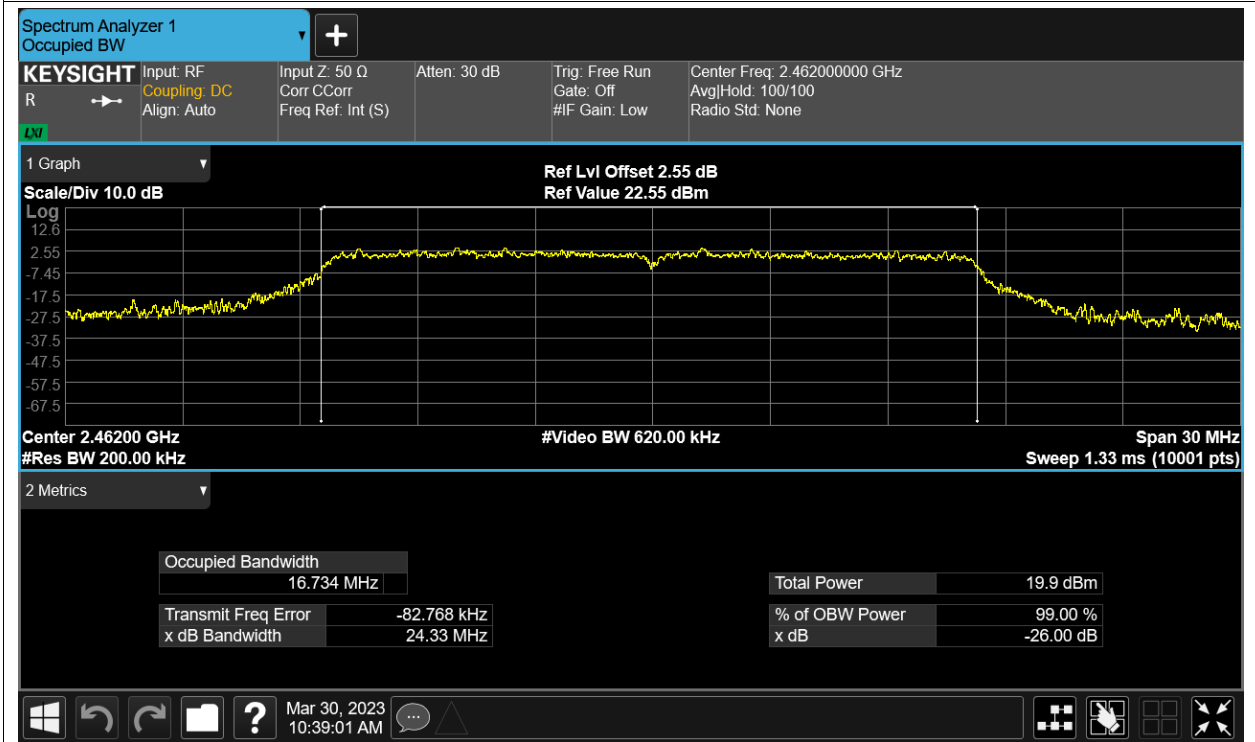 Spectrum Analyzer 1
Occupied BW
KEYSIGHT
R
LXI
Input: RF
Coupling: DC
Align: Auto
Input Z: 50 Ω
Corr CCorr
Freq Ref: Int (S)
Atten: 30 dB
Trig: Free Run
Gate: Off
#IF Gain: Low
Center Freq: 2.462000000 GHz
Avg|Hold: 100/100
Radio Std: None
1 Graph
Scale/Div 10.0 dB
Ref Lvl Offset 2.55 dB
Ref Value 22.55 dBm
Log
12.6
2.55
-7.45
-17.5
-27.5
-37.5
-47.5
-57.5
-67.5
Center 2.46200 GHz
#Res BW 200.00 kHz
#Video BW 620.00 kHz
Span 30 MHz
Sweep 1.33 ms (10001 pts)
2 Metrics
Occupied Bandwidth
16.734 MHz
Transmit Freq Error -82.768 kHz
x dB Bandwidth 24.33 MHz
Total Power 19.9 dBm
% of OBW Power 99.00 %
x dB -26.00 dB
?
Mar 30, 2023
10:39:01 AM